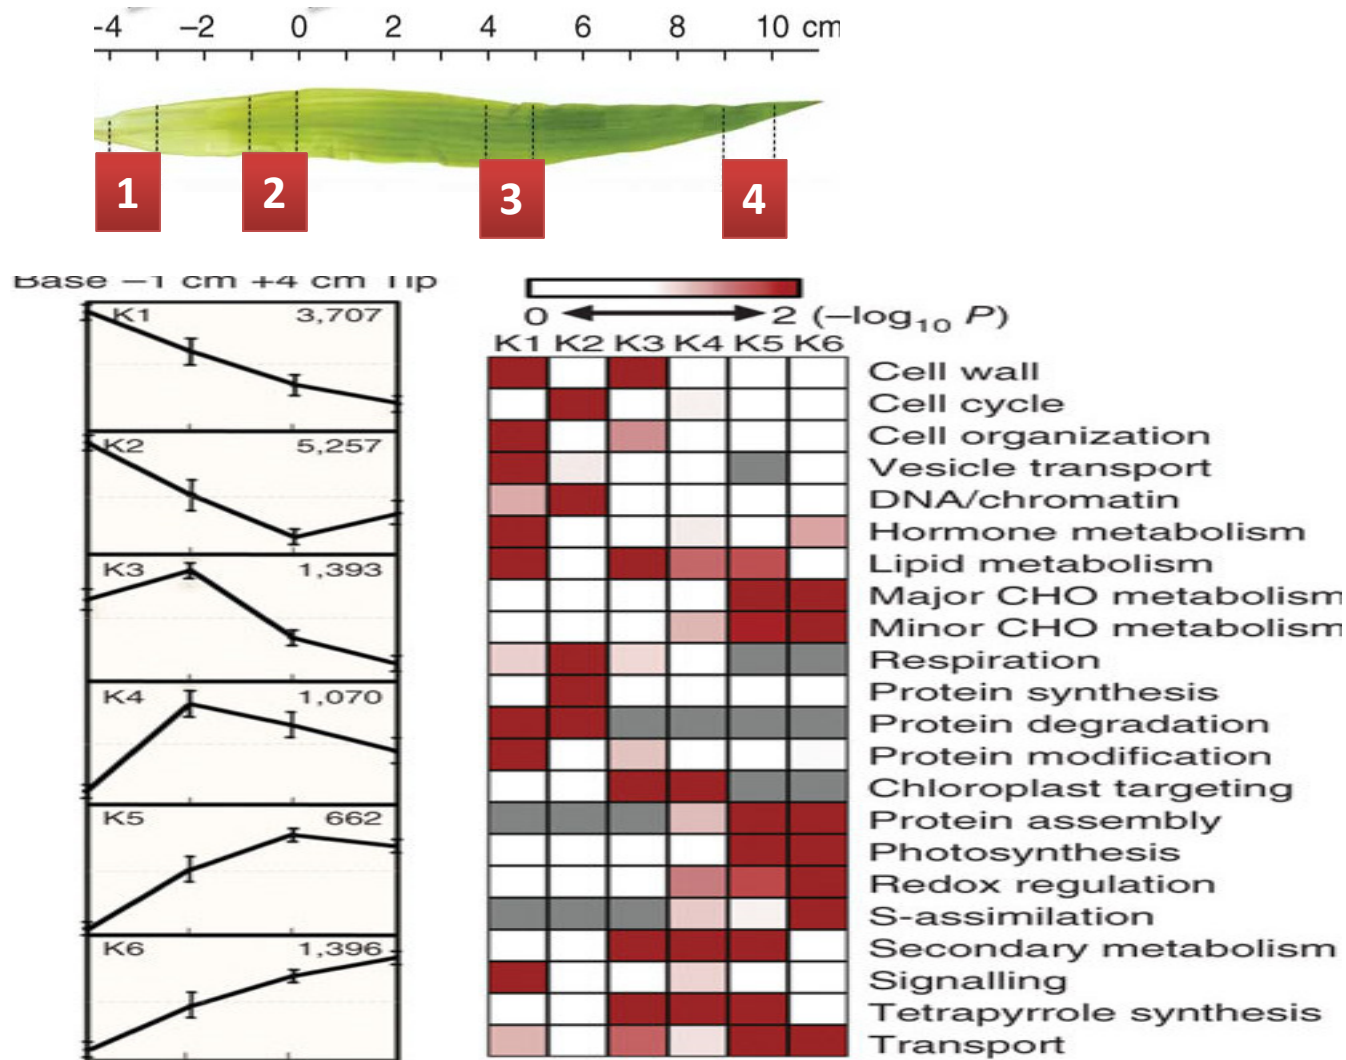 -4 −2 0 2 4 6 8 10 cm
1 2 3 4
Base −1 cm +4 cm Tip
0 2 (−log10 P)
K1 3,707
K2 5,257
K3 1,393
K4 1,070
K5 662
K6 1,396
K1 K2 K3 K4 K5 K6
Cell wall
Cell cycle
Cell organization
Vesicle transport
DNA/chromatin
Hormone metabolism
Lipid metabolism
Major CHO metabolism
Minor CHO metabolism
Respiration
Protein synthesis
Protein degradation
Protein modification
Chloroplast targeting
Protein assembly
Photosynthesis
Redox regulation
S-assimilation
Secondary metabolism
Signalling
Tetrapyrrole synthesis
Transport